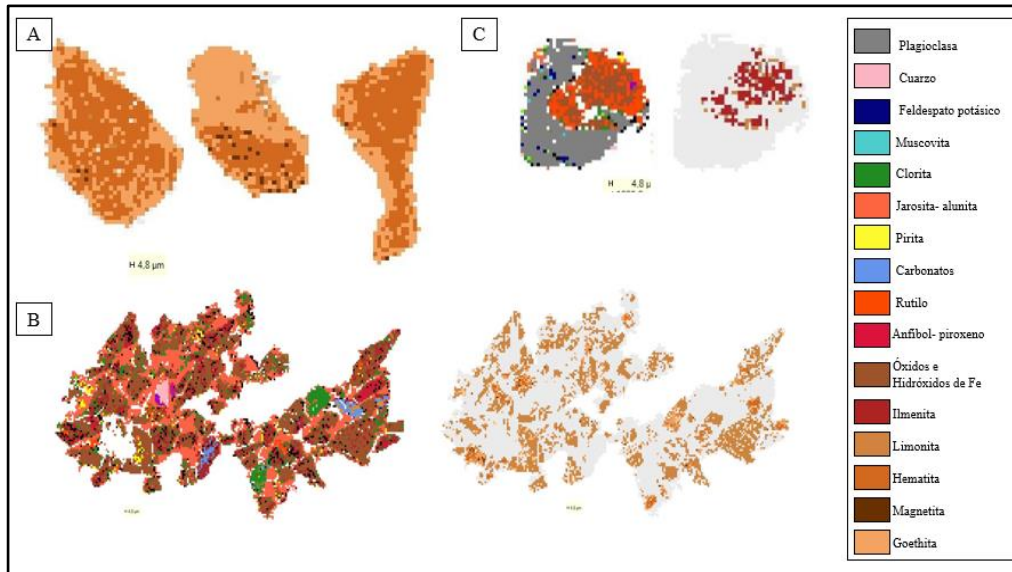 A
C
Plagioclasa
Cuarzo
Feldespato potásico
Muscovita
Clorita
Jarosita- alunita
Pirita
Carbonatos
Rutilo
Anfíbol- piroxeno
Óxidos e
Hidróxidos de Fe
Ilmenita
Limonita
Hematita
Magnetita
Goethita
H 4,8 µm
H 4,8 µ
B